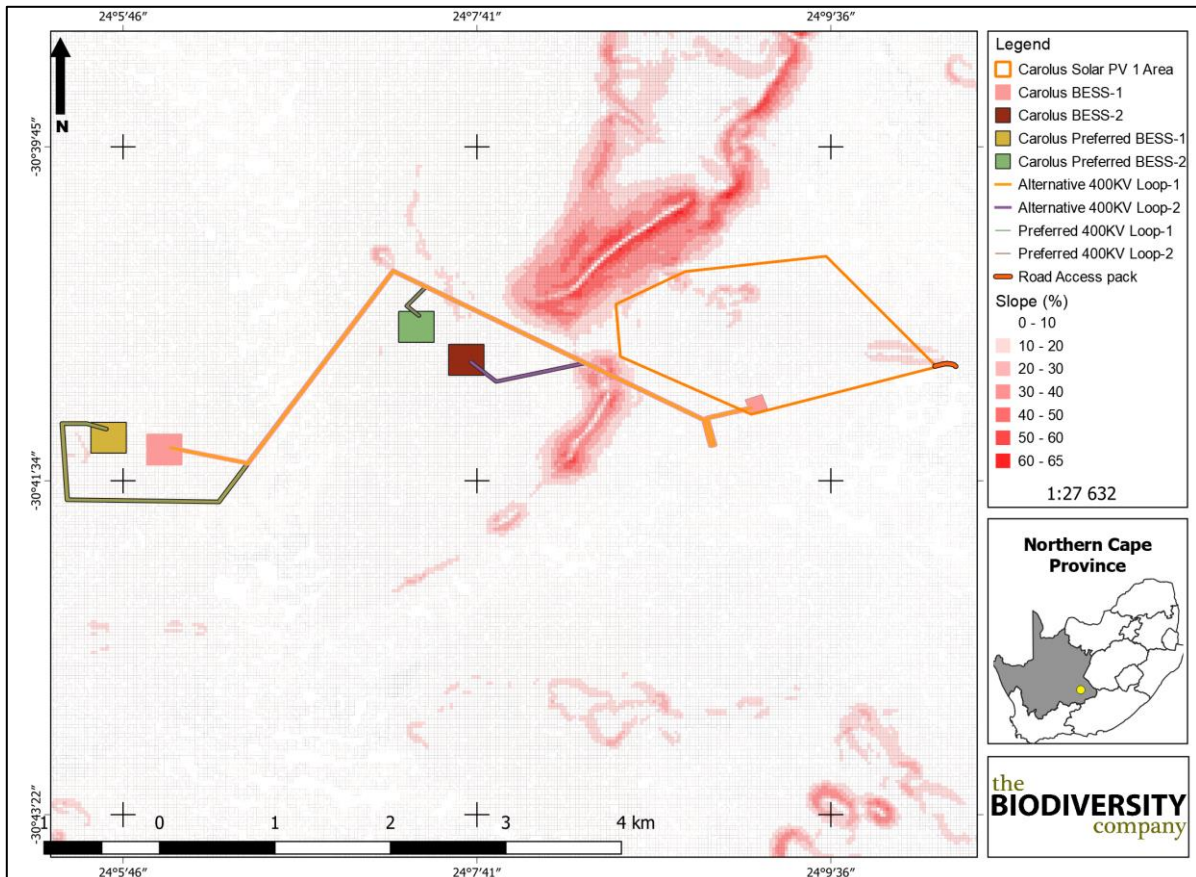 24°5′46″ 24°7′41″ 24°9′36″
-30°39′45″
-30°41′34″
-30°43′22″
N
1 0 1 2 3 4 km
24°5′46″ 24°7′41″ 24°9′36″
Legend
Carolus Solar PV 1 Area
Carolus BESS-1
Carolus BESS-2
Carolus Preferred BESS-1
Carolus Preferred BESS-2
Alternative 400KV Loop-1
Alternative 400KV Loop-2
Preferred 400KV Loop-1
Preferred 400KV Loop-2
Road Access pack
Slope (%)
0 - 10
10 - 20
20 - 30
30 - 40
40 - 50
50 - 60
60 - 65
1:27 632
Northern Cape
Province
the
BIODIVERSITY
company